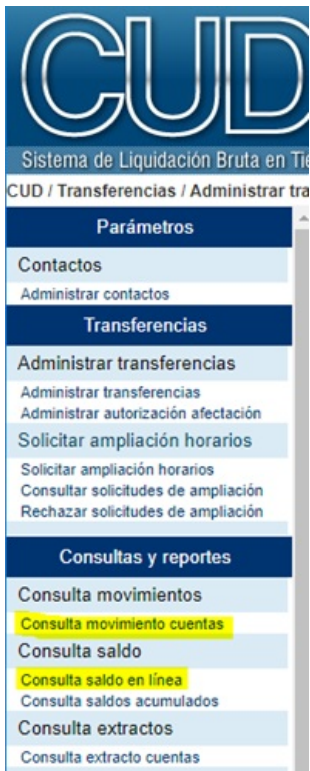 CUD
Sistema de Liquidación Bruta en
CUD / Transferencias / Administrar
Parámetros
Contactos
Administrar contactos
Transferencias
Administrar transferencias
Administrar transferencias
Administrar autorización afectación
Solicitar ampliación horarios
Solicitar ampliación horarios
Consultar solicitudes de ampliación
Rechazar solicitudes de ampliación
Consultas y reportes
Consulta movimientos
Consulta movimiento cuentas
Consulta saldo
Consulta saldo en línea
Consulta saldos acumulados
Consulta extractos
Consulta extracto cuentas